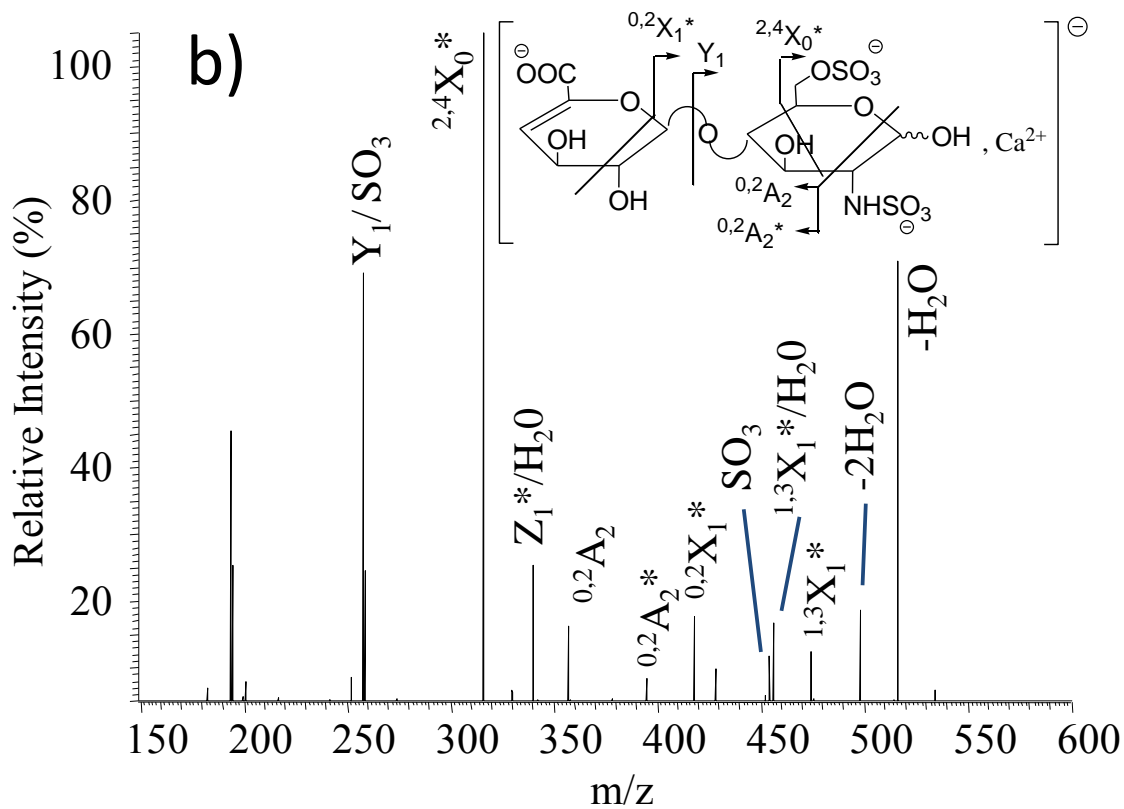 b)
Relative Intensity (%)
100
80
60
40
20
150
200
250
300
350
400
450
500
550
600
m/z
Y₁/SO₃
²,⁴X₀*
Z₁*/H₂0
⁰,²A₂
⁰,²A₂*
⁰,²X₁*
SO₃
¹,³X₁*/H₂0
¹,³X₁*
-2H₂O
-H₂O
⊖
OOC
O
OH
OH
⁰,²X₁*
Y₁
O
²,⁴X₀*
OSO₃
⊖
O
OH
OH
, Ca²⁺
NHSO₃
⊖
⁰,²A₂
⁰,²A₂*
⊖